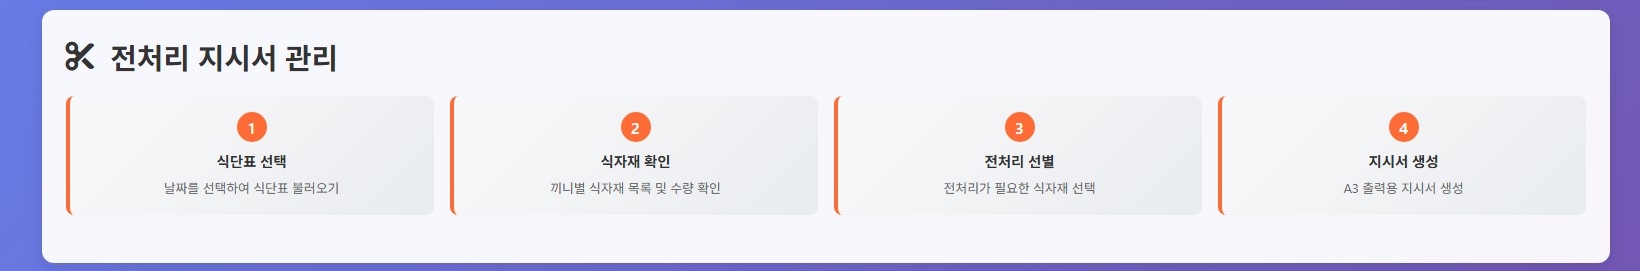 전처리 지시서 관리
1
식단표 선택
날짜를 선택하여 식단표 불러오기
2
식자재 확인
끼니별 식자재 목록 및 수량 확인
3
전처리 선별
전처리가 필요한 식자재 선택
4
지시서 생성
A3 출력용 지시서 생성